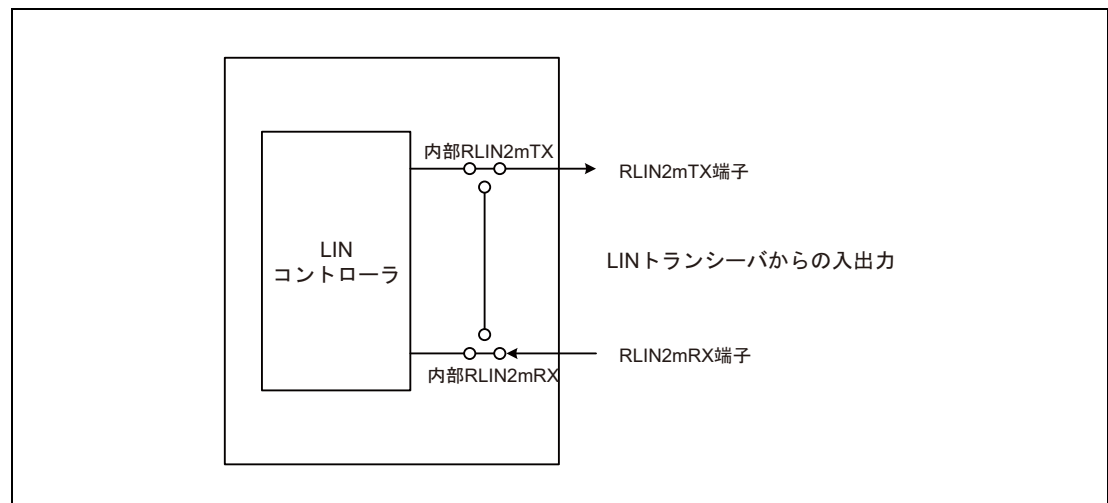 内部RLIN2mTX
RLIN2mTX端子
LIN
コントローラ
LINトランシーバからの入出力
RLIN2mRX端子
内部RLIN2mRX